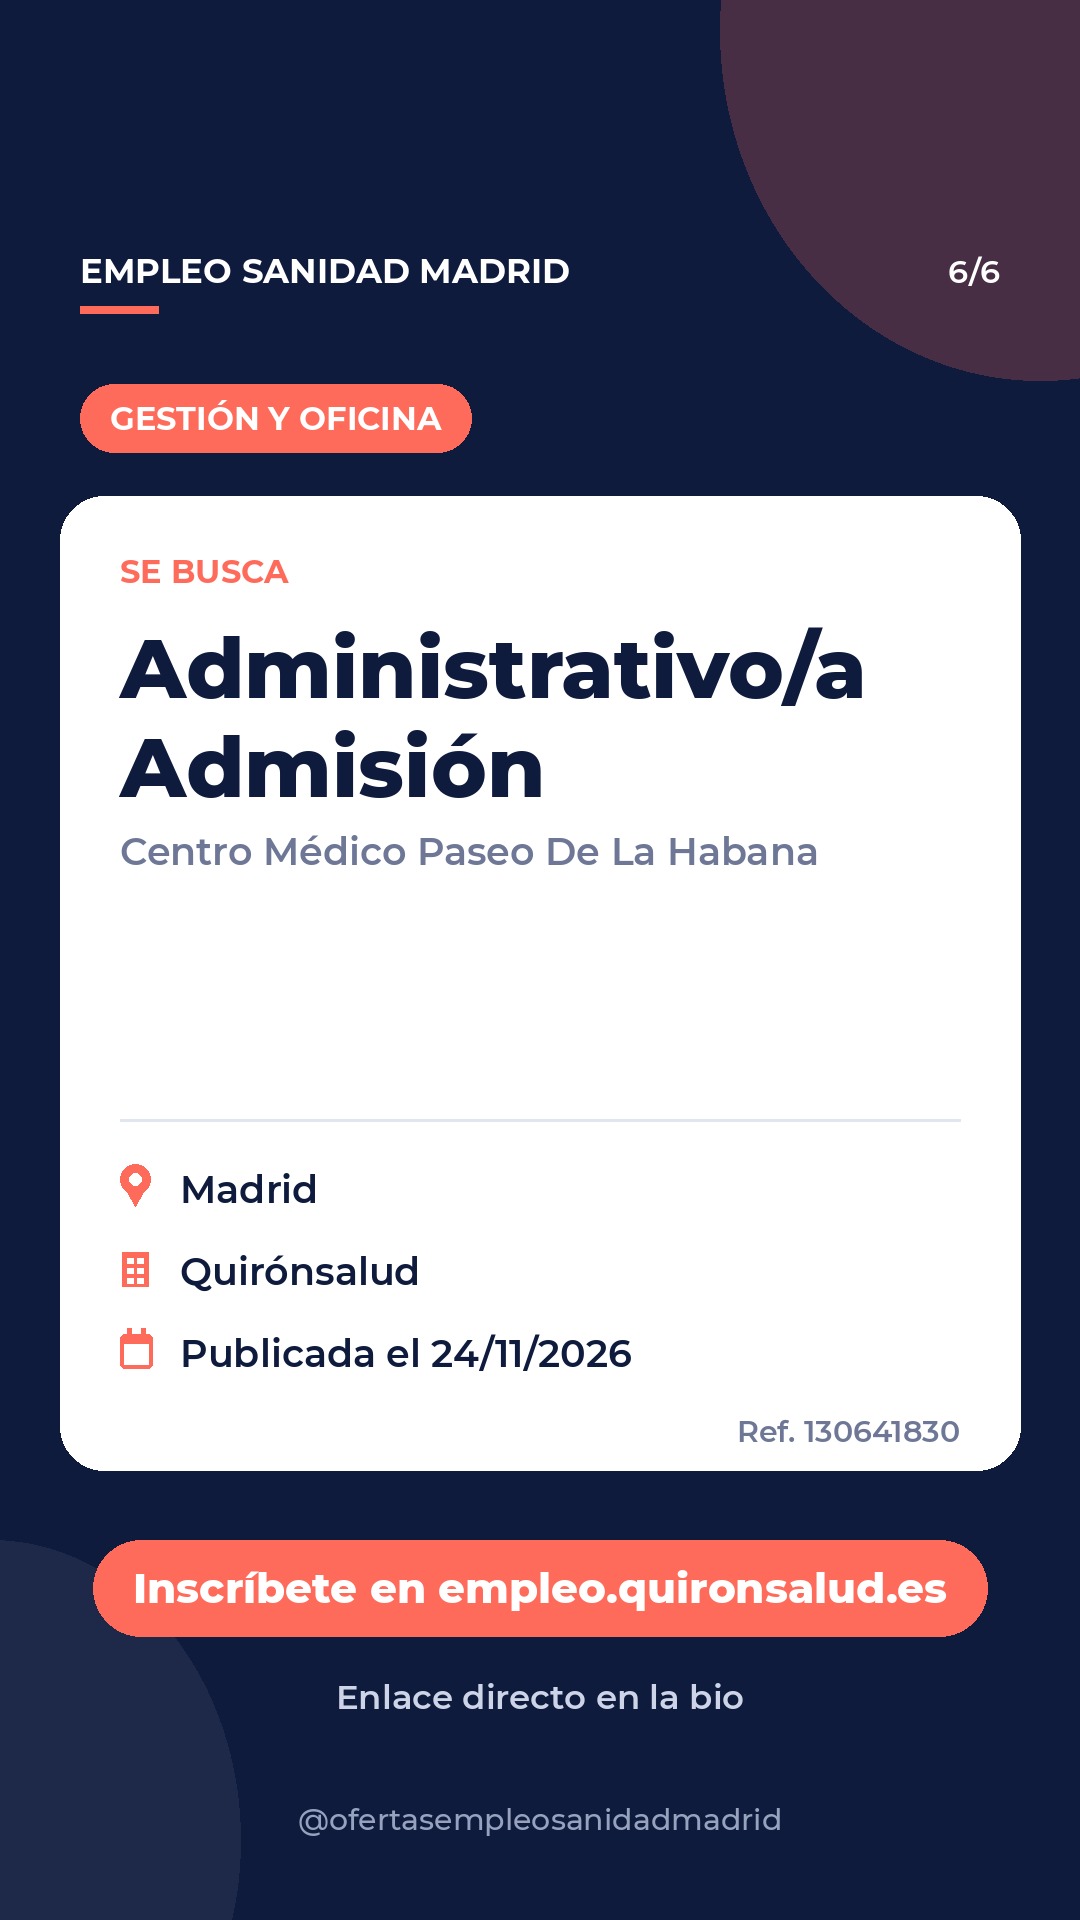 EMPLEO SANIDAD MADRID
6/6
GESTIÓN Y OFICINA
SE BUSCA
Administrativo/a
Admisión
Centro Médico Paseo De La Habana
Madrid
Quirónsalud
Publicada el 24/11/2026
Ref. 130641830
Inscríbete en empleo.quironsalud.es
Enlace directo en la bio
@ofertasempleosanidadmadrid